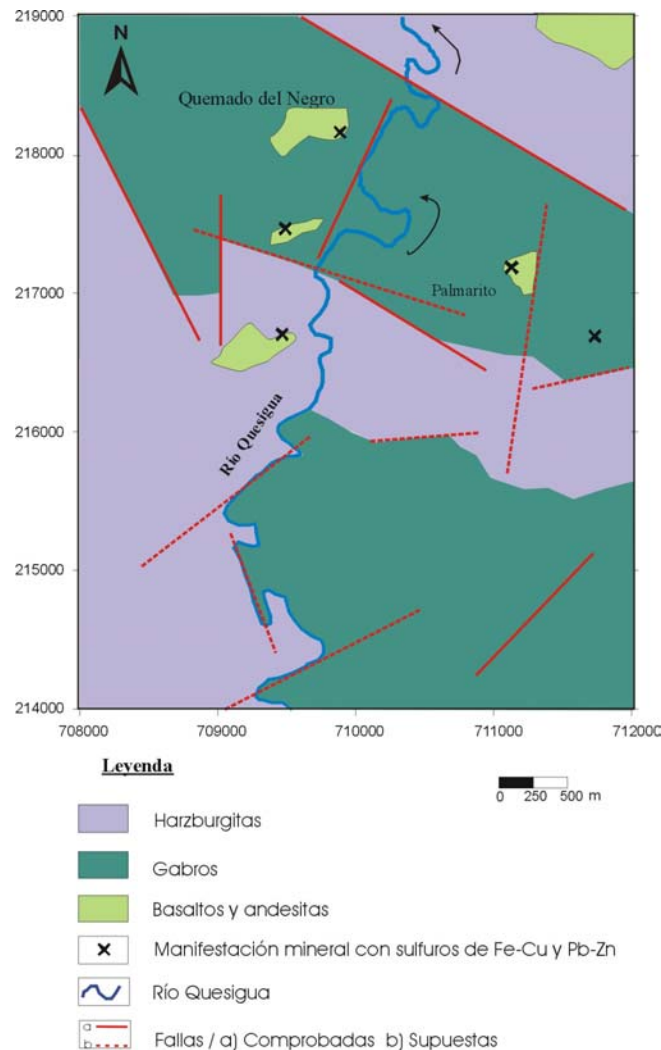 219000
N
Quemado del Negro
218000
217000
Palmarito
216000
Río Quesigua
215000
214000
708000
709000
710000
711000
712000
Leyenda
0 250 500 m
Harzburgitas
Gabros
Basaltos y andesitas
Manifestación mineral con sulfuros de Fe-Cu y Pb-Zn
Río Quesigua
a
b
Fallas / a) Comprobadas b) Supuestas